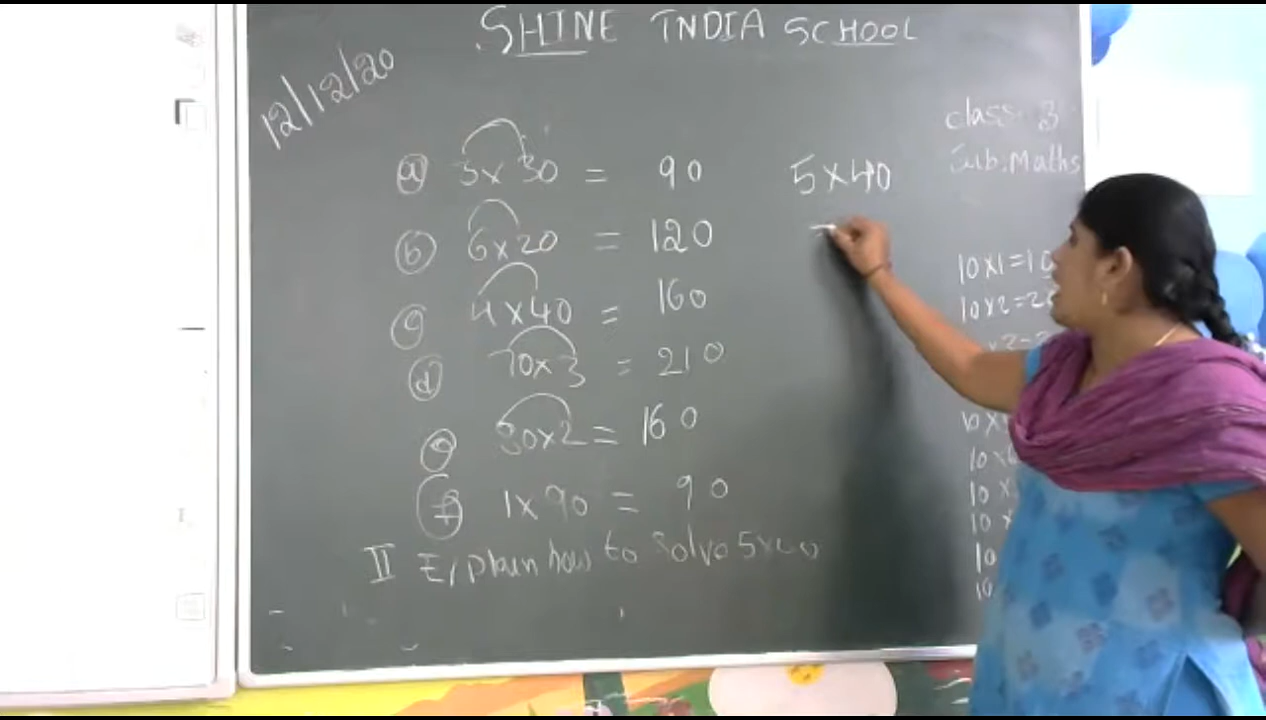 SHINE INDIA SCHOOL
12/12/20
class: 3
Sub: Maths
(a) 3x30 = 90
(b) 6x20 = 120
(c) 4x40 = 160
(d) 70x3 = 210
(e) 80x2 = 160
(f) 1x90 = 90
II Explain how to solve 5x40
5x40
10x1=10
10x2=20